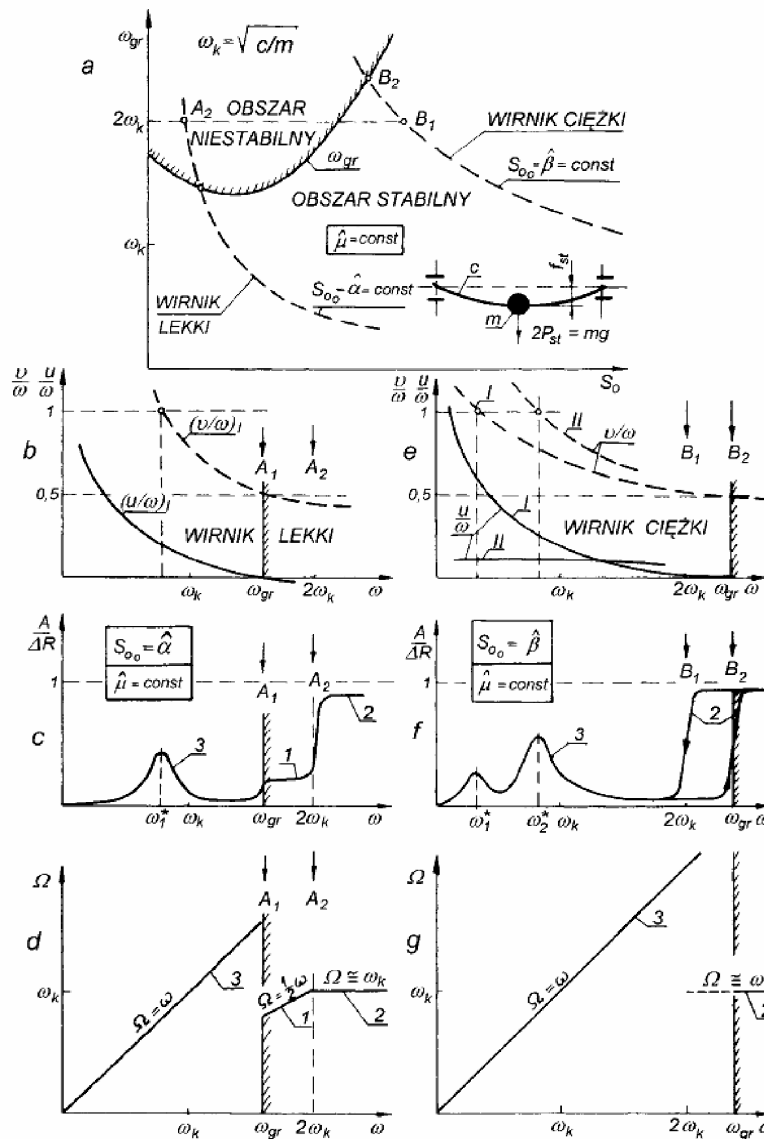 a
ω_gr
ω_k = √c/m
2ω_k
ω_k
A_2
OBSZAR
NIESTABILNY
B_2
B_1
WIRNIK CIĘŻKI
S_oo = β̂ = const
ω_gr
OBSZAR STABILNY
μ̂ = const
WIRNIK
LEKKI
S_oo = α̂ = const
c
m
f_st
2P_st = mg
S_o
b
υ/ω u/ω
1
0,5
(υ/ω)_I
(u/ω)_I
A_1
A_2
WIRNIK LEKKI
ω_k
ω_gr
2ω_k
ω
e
υ/ω u/ω
1
0,5
I
II
υ/ω
u/ω
I
II
B_1
B_2
WIRNIK CIĘŻKI
ω_k
2ω_k
ω_gr
ω
c
A/ΔR
1
S_oo = α̂
μ̂ = const
A_1
A_2
3
1
2
ω_1*
ω_k
ω_gr
2ω_k
ω
f
A/ΔR
1
S_oo = β̂
μ̂ = const
B_1
B_2
2
3
ω_1*
ω_2*
ω_k
2ω_k
ω_gr
d
Ω
ω_k
A_1
A_2
3
Ω = ω
Ω = ½ω
1
Ω ≅ ω_k
2
ω_k
ω_gr
2ω_k
ω
g
Ω
ω_k
3
Ω = ω
Ω ≅ ω
ω_k
2ω_k
ω_gr